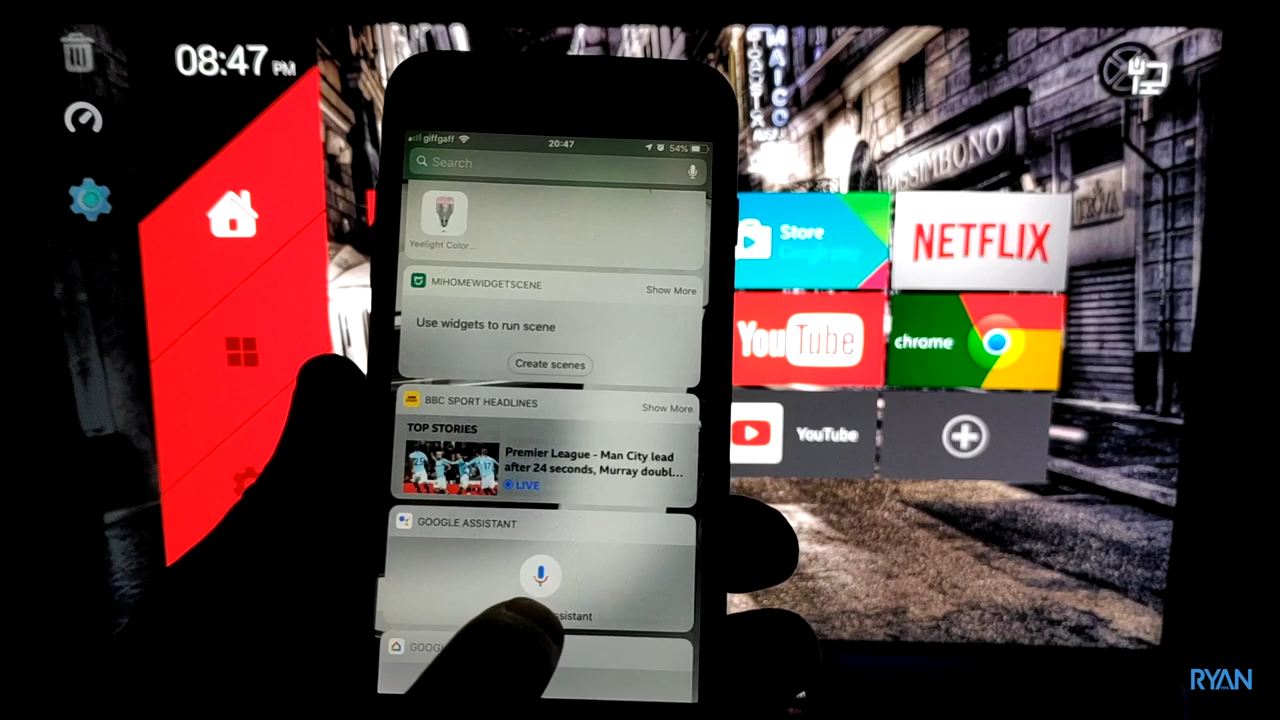 08:47 PM
giffgaff
20:47
54%
Search
Yeelight Color...
MIHOMEWIDGETSCENE
Show More
Use widgets to run scene
Create scenes
BBC SPORT HEADLINES
Show More
TOP STORIES
Premier League - Man City lead
after 24 seconds, Murray doubl...
LIVE
GOOGLE ASSISTANT
Store
Google play
NETFLIX
YouTube
chrome
YouTube
RYAN